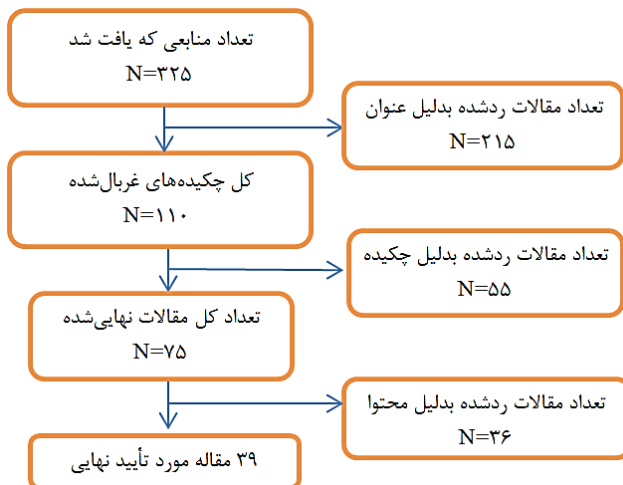 تعداد منابعی که یافت شد
N=۳۲۵
تعداد مقالات ردشده بدلیل عنوان
N=۲۱۵
کل چکیده‌های غربال‌شده
N=۱۱۰
تعداد مقالات ردشده بدلیل چکیده
N=۵۵
تعداد کل مقالات نهایی‌شده
N=۷۵
تعداد مقالات ردشده بدلیل محتوا
N=۳۶
۳۹ مقاله مورد تأیید نهایی